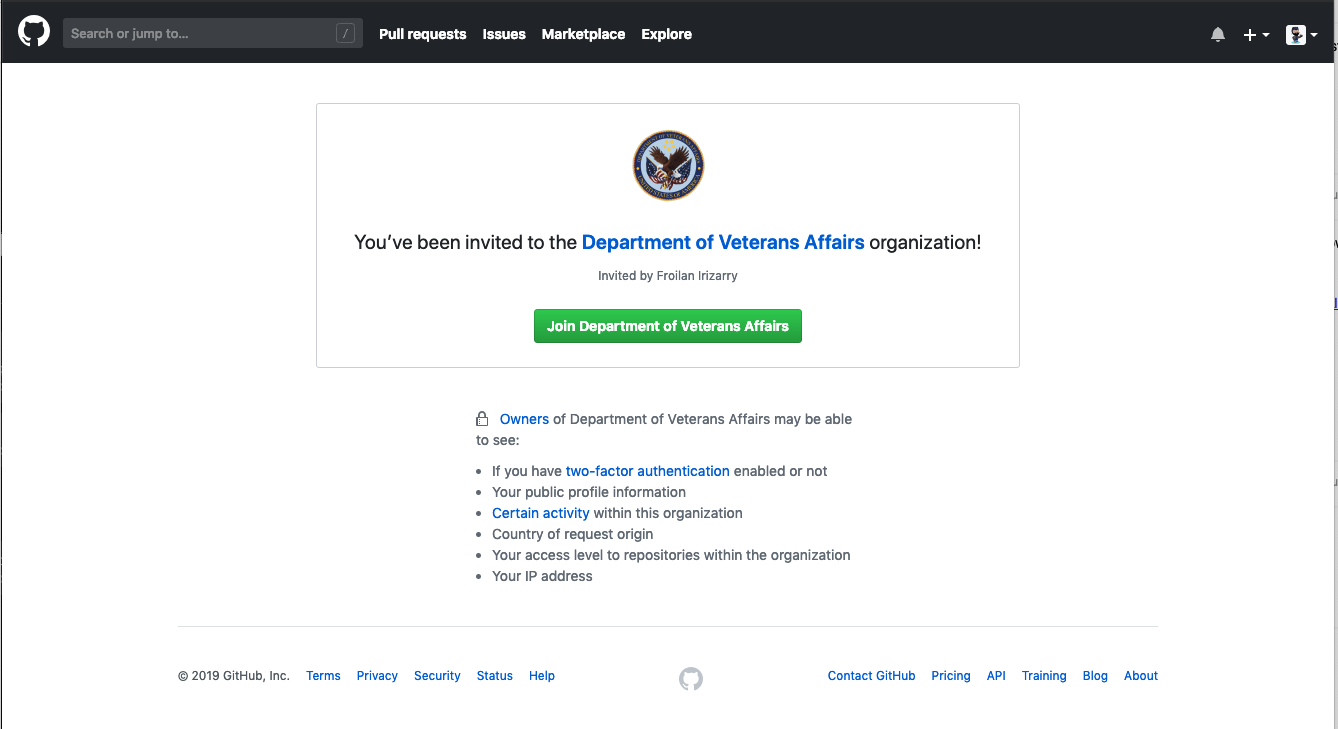 Search or jump to... / Pull requests Issues Marketplace Explore
You've been invited to the Department of Veterans Affairs organization!
Invited by Froilan Irizarry
Join Department of Veterans Affairs
Owners of Department of Veterans Affairs may be able
to see:
• If you have two-factor authentication enabled or not
• Your public profile information
• Certain activity within this organization
• Country of request origin
• Your access level to repositories within the organization
• Your IP address
© 2019 GitHub, Inc. Terms Privacy Security Status Help Contact GitHub Pricing API Training Blog About